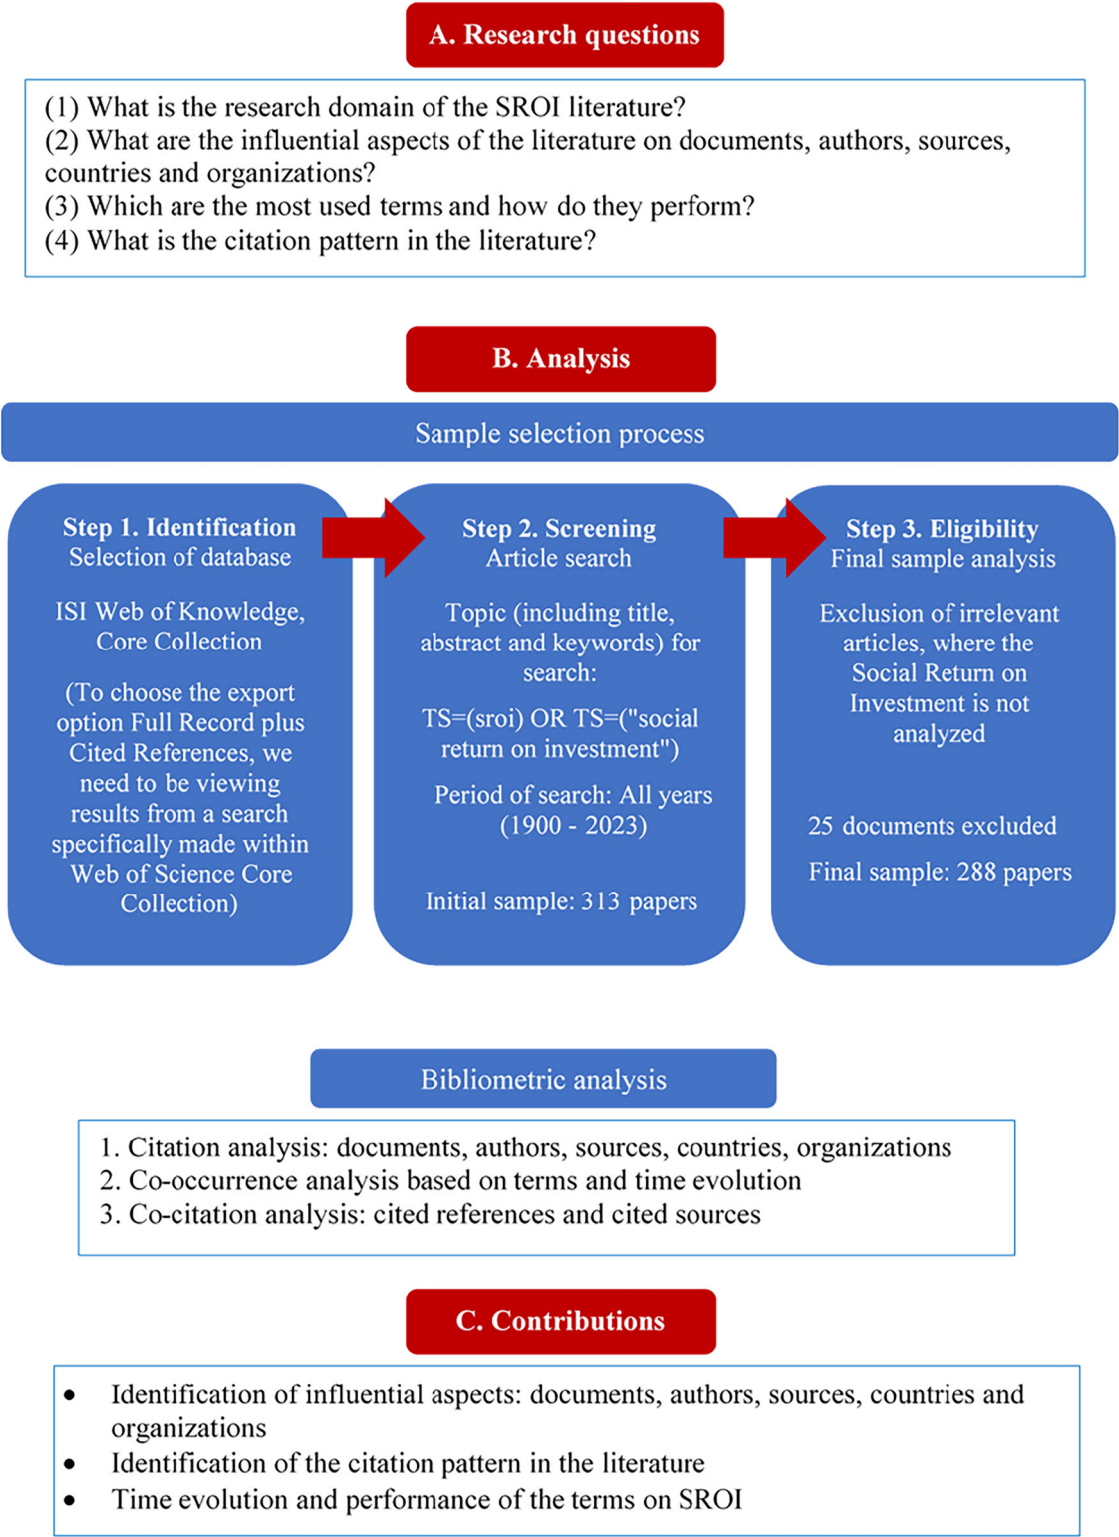 A. Research questions
(1) What is the research domain of the SROI literature?
(2) What are the influential aspects of the literature on documents, authors, sources,
countries and organizations?
(3) Which are the most used terms and how do they perform?
(4) What is the citation pattern in the literature?
B. Analysis
Sample selection process
Step 1. Identification
Selection of database
ISI Web of Knowledge,
Core Collection
(To choose the export
option Full Record plus
Cited References, we
need to be viewing
results from a search
specifically made within
Web of Science Core
Collection)
Step 2. Screening
Article search
Topic (including title,
abstract and keywords) for
search:
TS=(sroi) OR TS=("social
return on investment")
Period of search: All years
(1900 - 2023)
Initial sample: 313 papers
Step 3. Eligibility
Final sample analysis
Exclusion of irrelevant
articles, where the
Social Return on
Investment is not
analyzed
25 documents excluded
Final sample: 288 papers
Bibliometric analysis
1. Citation analysis: documents, authors, sources, countries, organizations
2. Co-occurrence analysis based on terms and time evolution
3. Co-citation analysis: cited references and cited sources
C. Contributions
• Identification of influential aspects: documents, authors, sources, countries and
organizations
• Identification of the citation pattern in the literature
• Time evolution and performance of the terms on SROI